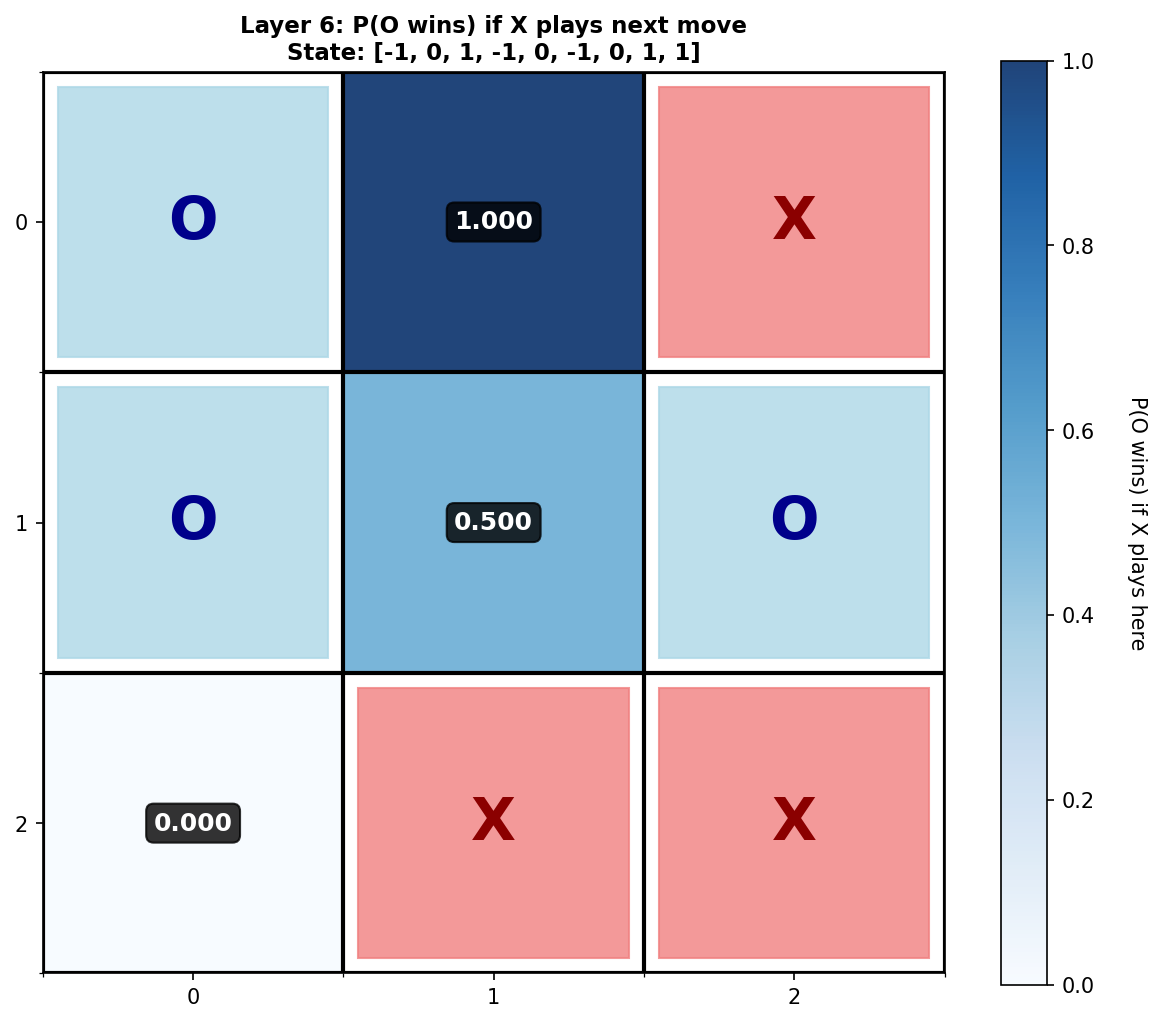 Layer 6: P(O wins) if X plays next move
State: [-1, 0, 1, -1, 0, -1, 0, 1, 1]
O
1.000
X
O
0.500
O
0.000
X
X
0
1
2
0
1
2
1.0
0.8
0.6
0.4
0.2
0.0
P(O wins) if X plays here